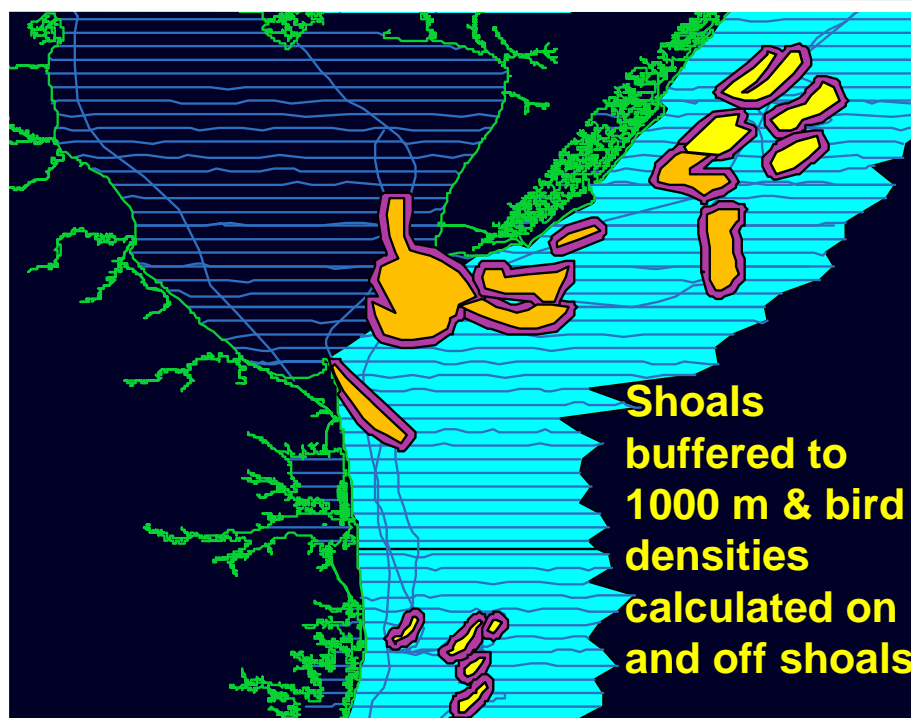 Shoals
buffered to
1000 m & bird
densities
calculated on
and off shoals